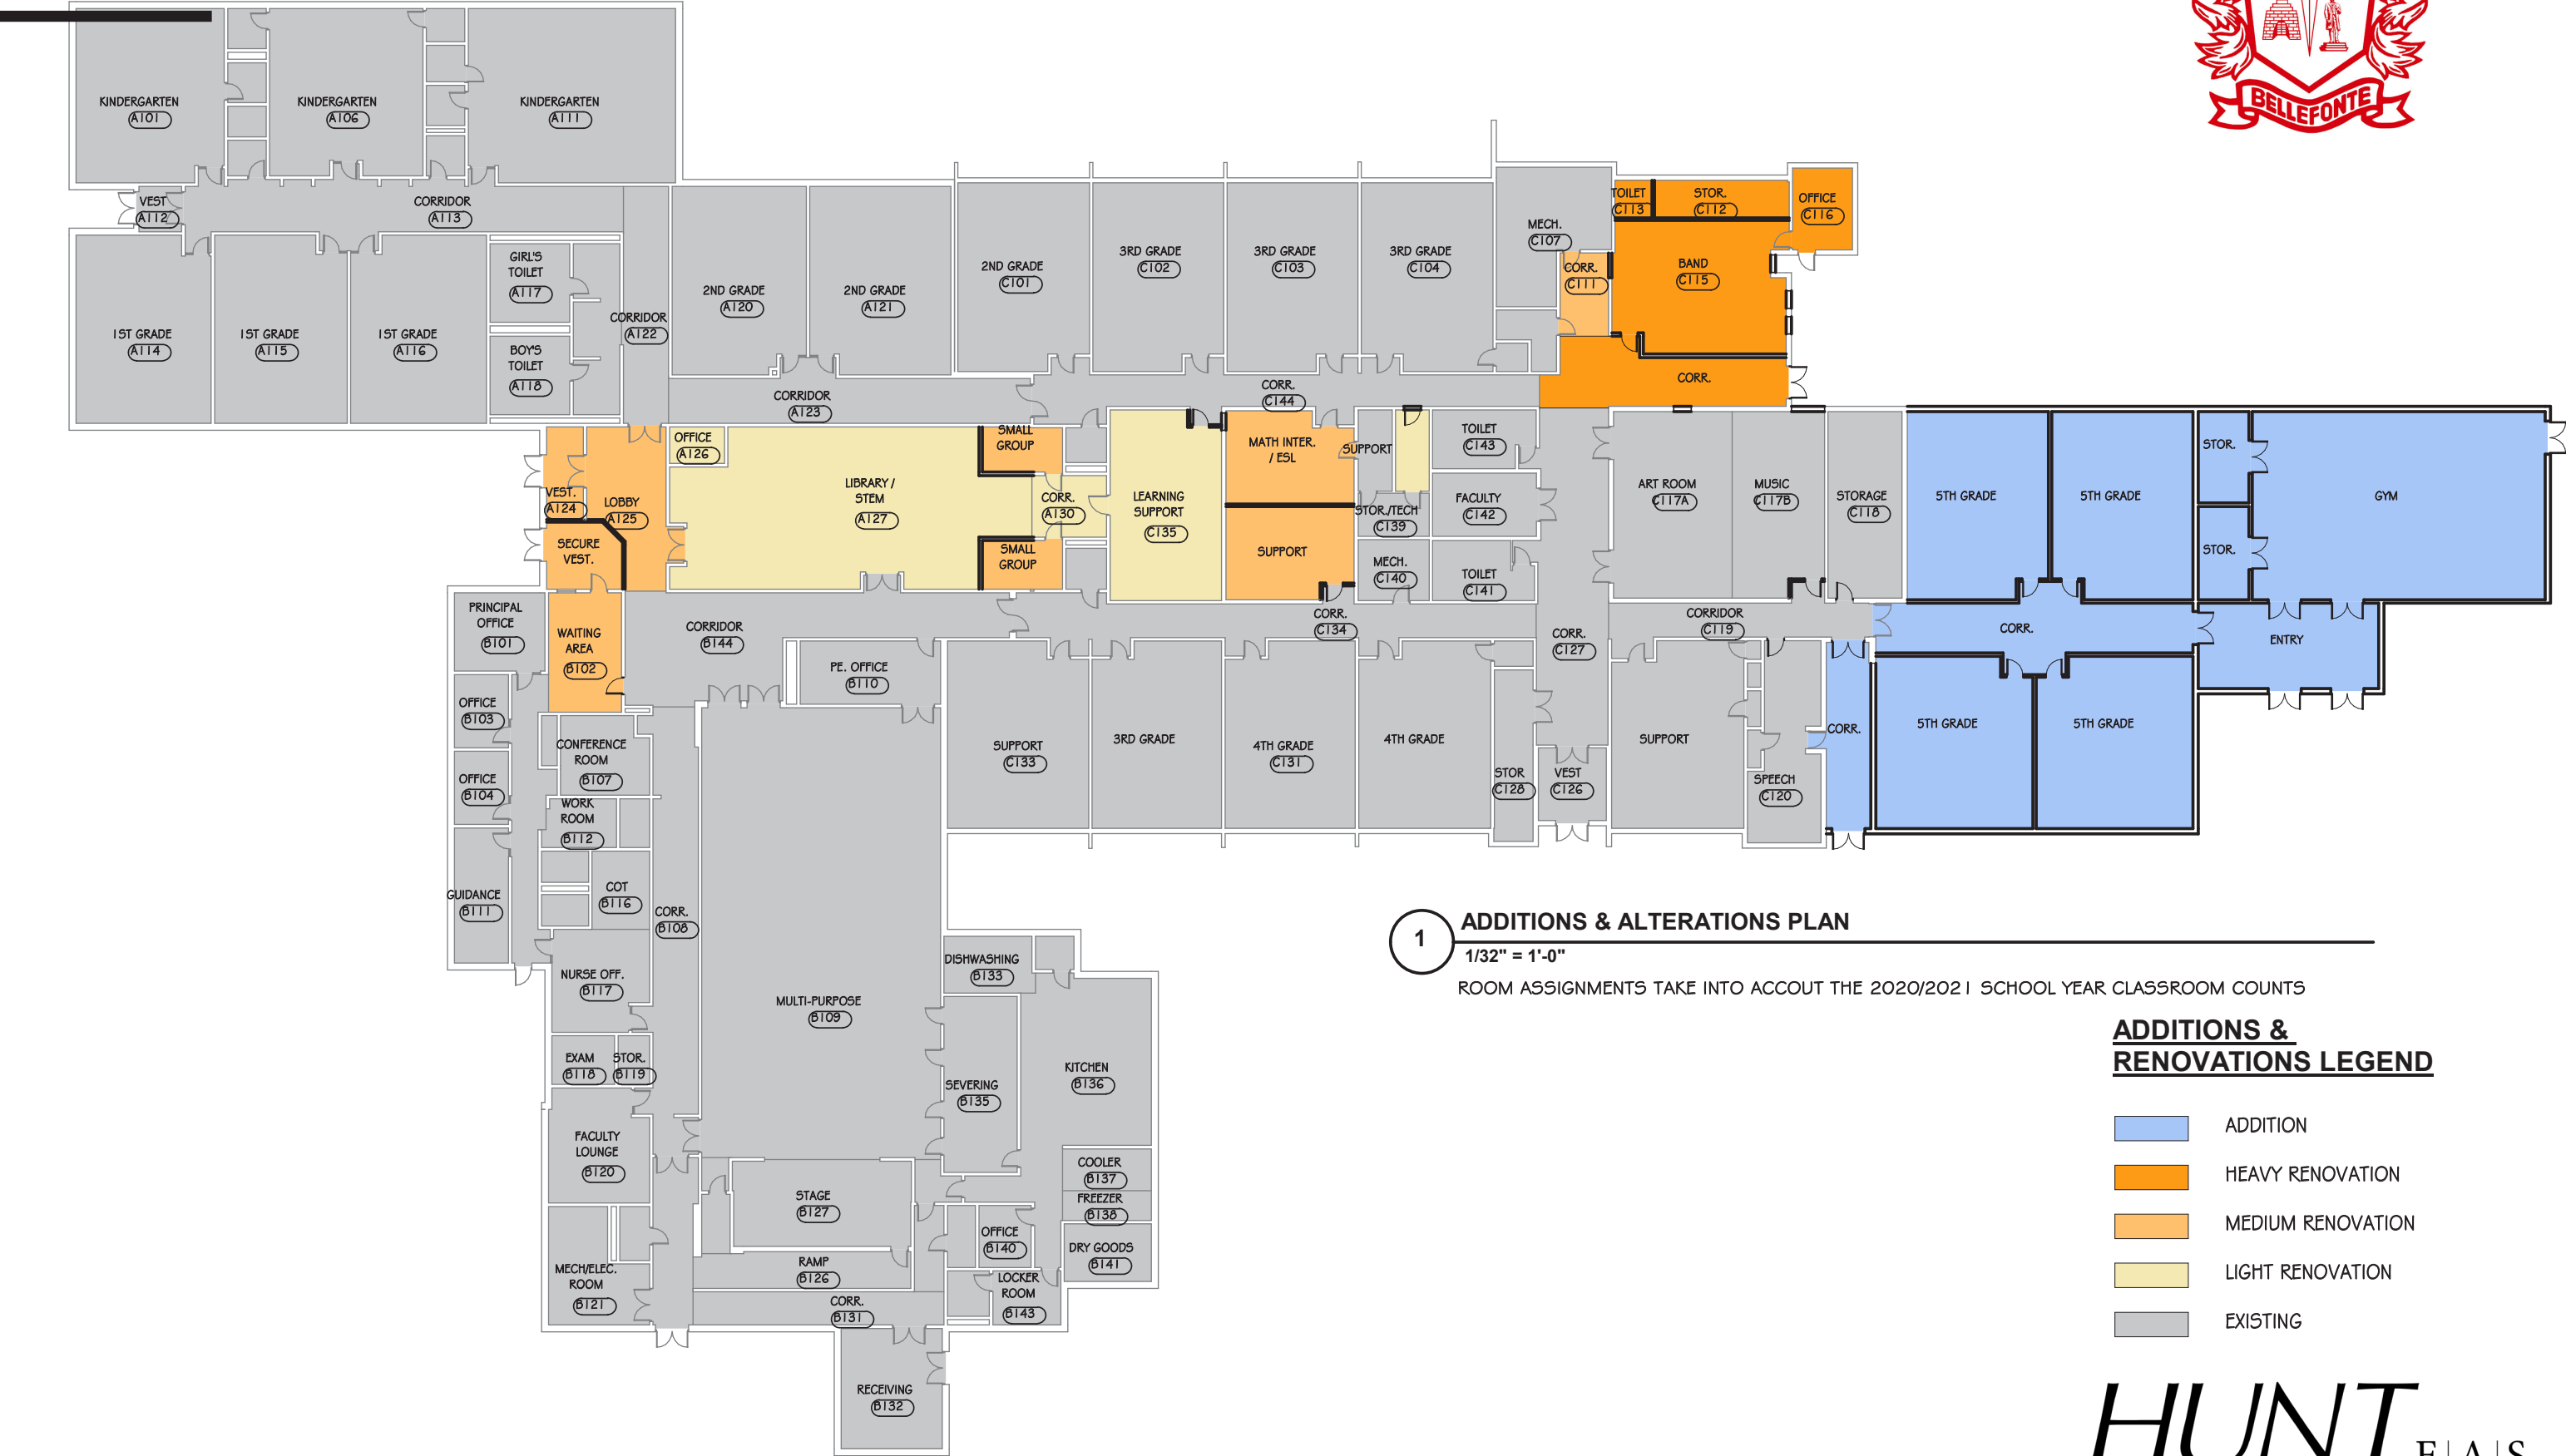 BELLEFONTE
KINDERGARTEN
A101
KINDERGARTEN
A106
KINDERGARTEN
A111
VEST
A112
CORRIDOR
A113
1ST GRADE
A114
1ST GRADE
A115
1ST GRADE
A116
GIRL'S
TOILET
A117
BOY'S
TOILET
A118
CORRIDOR
A122
2ND GRADE
A120
2ND GRADE
A121
2ND GRADE
C101
3RD GRADE
C102
3RD GRADE
C103
3RD GRADE
C104
MECH.
C107
TOILET
C113
STOR.
C112
OFFICE
C116
CORR.
C111
BAND
C115
CORR.
CORRIDOR
A123
CORR.
C144
VEST.
A124
LOBBY
A125
SECURE
VEST.
OFFICE
A126
LIBRARY /
STEM
A127
SMALL
GROUP
CORR.
A130
SMALL
GROUP
LEARNING
SUPPORT
C135
MATH INTER.
/ ESL
SUPPORT
SUPPORT
STOR./TECH
C139
MECH.
C140
TOILET
C143
FACULTY
C142
TOILET
C141
ART ROOM
C117A
MUSIC
C117B
STORAGE
C118
5TH GRADE
5TH GRADE
STOR.
STOR.
GYM
PRINCIPAL
OFFICE
B101
WAITING
AREA
B102
CORRIDOR
B144
PE. OFFICE
B110
CORR.
C134
CORR.
C127
CORRIDOR
C119
CORR.
ENTRY
OFFICE
B103
OFFICE
B104
GUIDANCE
B111
CONFERENCE
ROOM
B107
WORK
ROOM
B112
COT
B116
CORR.
B108
NURSE OFF.
B117
EXAM
B118
STOR.
B119
FACULTY
LOUNGE
B120
MECH/ELEC.
ROOM
B121
MULTI-PURPOSE
B109
SUPPORT
C133
3RD GRADE
4TH GRADE
C131
4TH GRADE
STOR
C128
VEST
C126
SUPPORT
SPEECH
C120
CORR.
5TH GRADE
5TH GRADE
DISHWASHING
B133
SEVERING
B135
KITCHEN
B136
COOLER
B137
FREEZER
B138
DRY GOODS
B141
OFFICE
B140
LOCKER
ROOM
B143
STAGE
B127
RAMP
B126
CORR.
B131
RECEIVING
B132
1
ADDITIONS & ALTERATIONS PLAN
1/32" = 1'-0"
ROOM ASSIGNMENTS TAKE INTO ACCOUT THE 2020/2021 SCHOOL YEAR CLASSROOM COUNTS
ADDITIONS &
RENOVATIONS LEGEND
ADDITION
HEAVY RENOVATION
MEDIUM RENOVATION
LIGHT RENOVATION
EXISTING
HUNT E|A|S